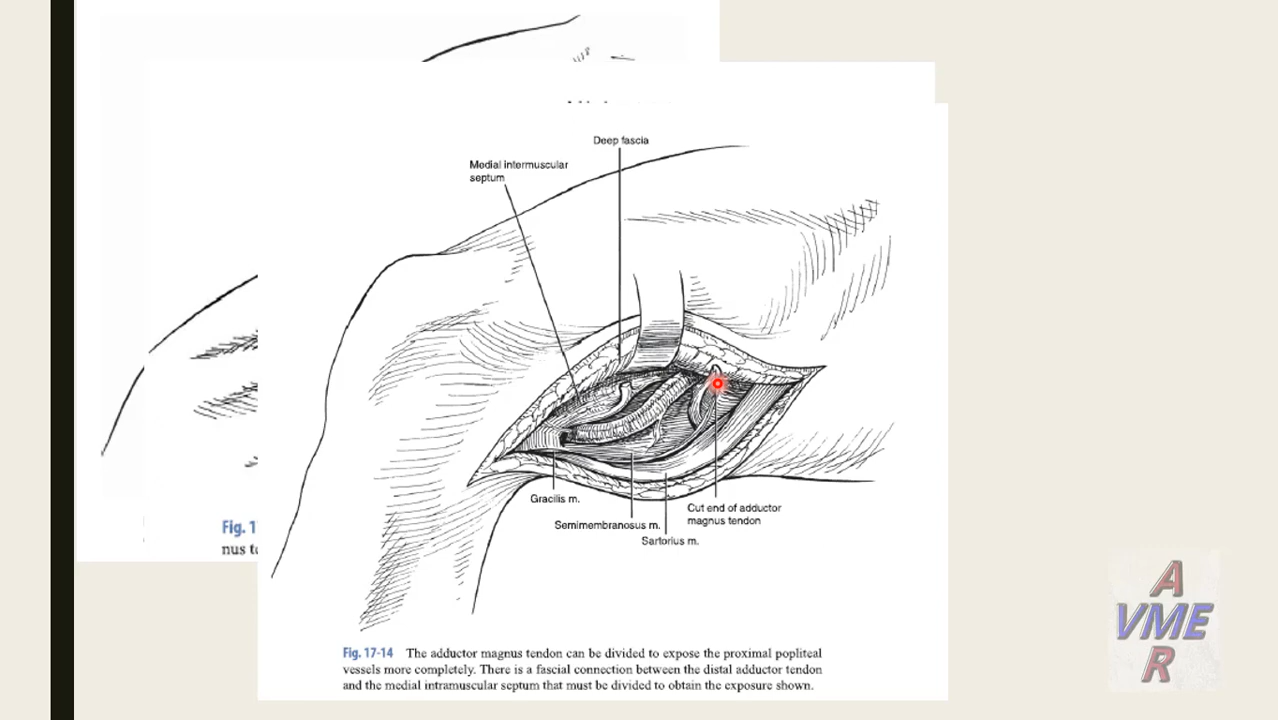 Deep fascia
Medial intermuscular
septum
Gracilis m.
Semimembranosus m.
Sartorius m.
Cut end of adductor
magnus tendon
Fig. 1
nus t
Fig. 17-14 The adductor magnus tendon can be divided to expose the proximal popliteal
vessels more completely. There is a fascial connection between the distal adductor tendon
and the medial intramuscular septum that must be divided to obtain the exposure shown.
A
VME
R